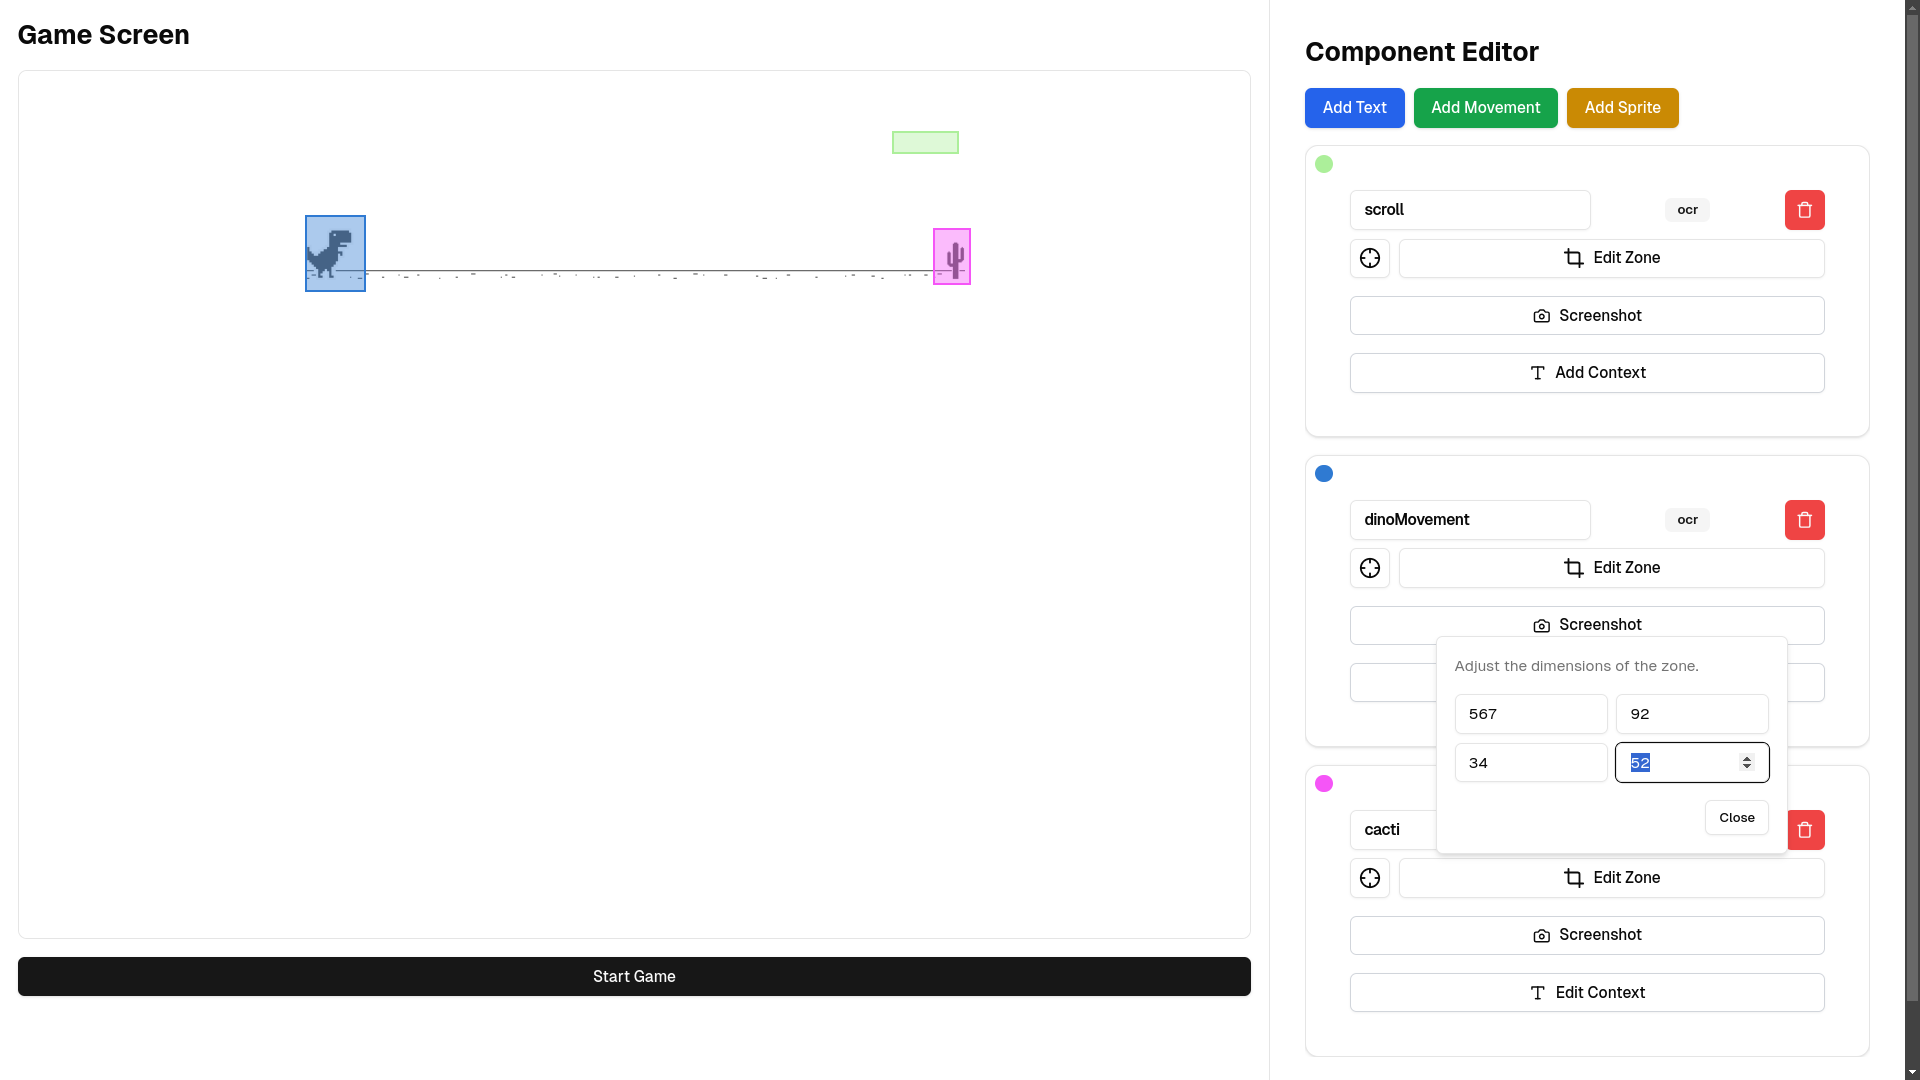 Game Screen
Start Game
Component Editor
Add Text
Add Movement
Add Sprite
scroll
ocr
Edit Zone
Screenshot
Add Context
dinoMovement
ocr
Edit Zone
Screenshot
Adjust the dimensions of the zone.
567
92
34
52
Close
cacti
Edit Zone
Screenshot
Edit Context